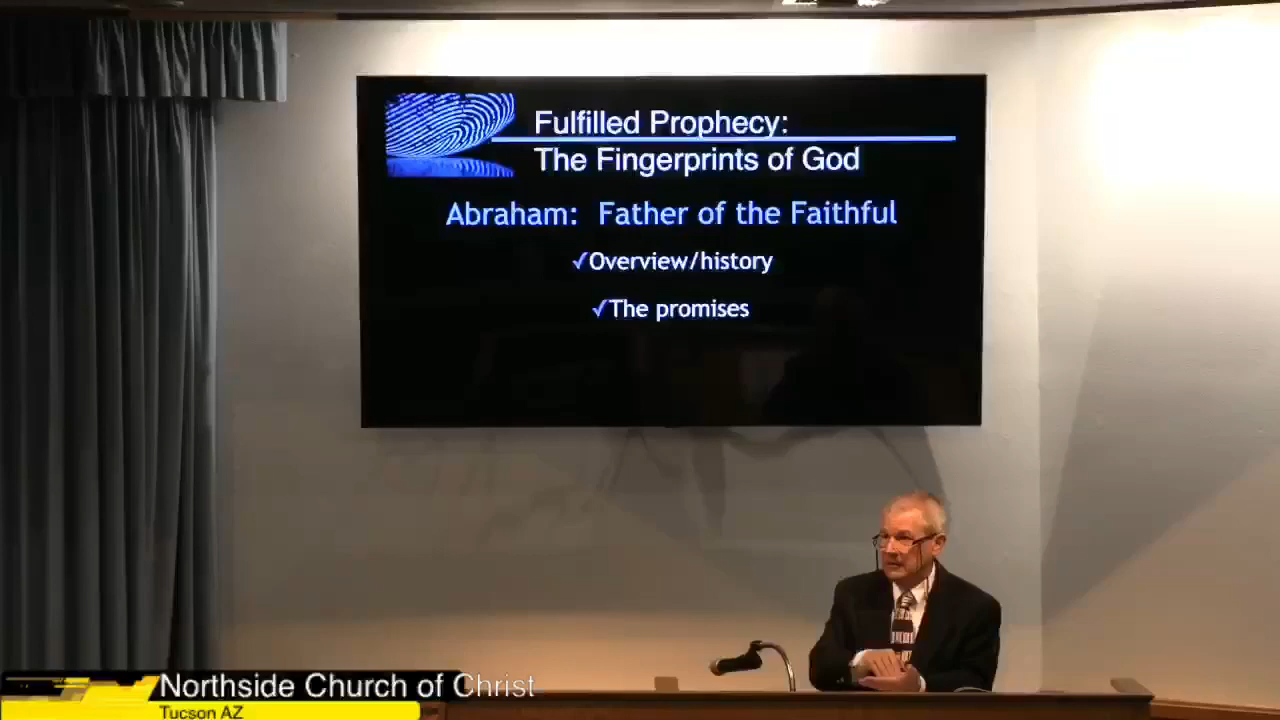 Fulfilled Prophecy:
The Fingerprints of God
Abraham: Father of the Faithful
✓Overview/history
✓The promises
Northside Church of Christ
Tucson AZ